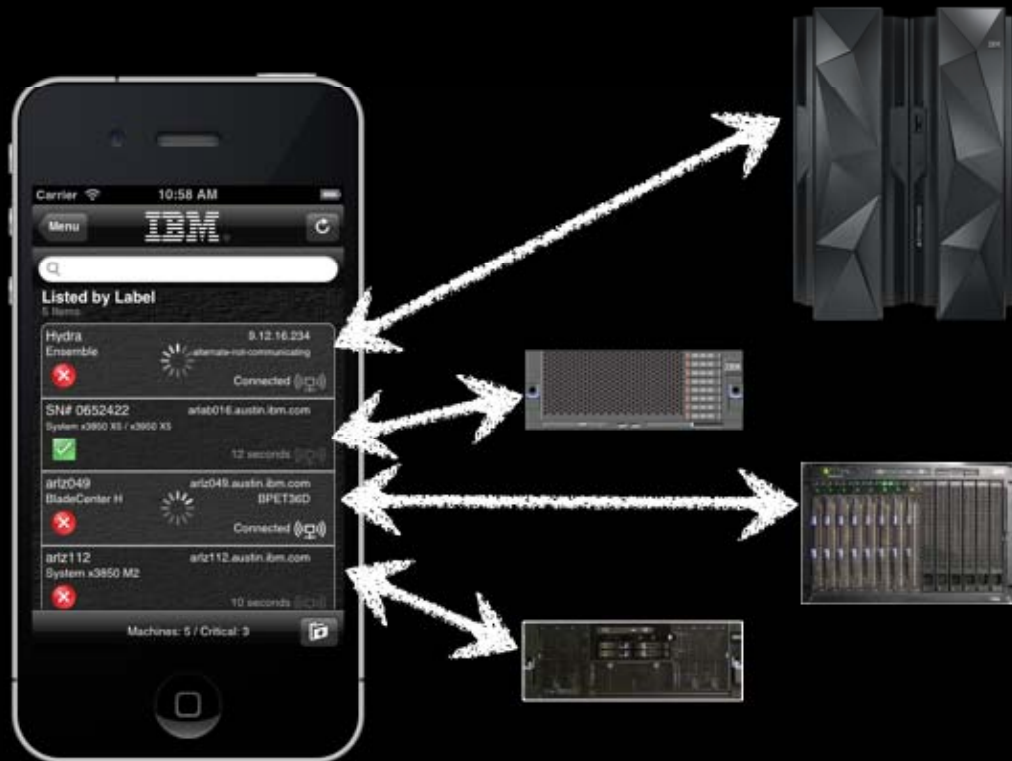 Carrier 10:58 AM
Menu IBM
Listed by Label
5 Items
Hydra 9.12.16.234
Ensemble alternate-not-communicating
Connected
SN# 0652422 arlab016.austin.ibm.com
System x3850 X5 / x3950 X5
12 seconds
arlz049 arlz049.austin.ibm.com
BladeCenter H BPET36D
Connected
arlz112 arlz112.austin.ibm.com
System x3850 M2
10 seconds
Machines: 5 / Critical: 3
IBM
IBM